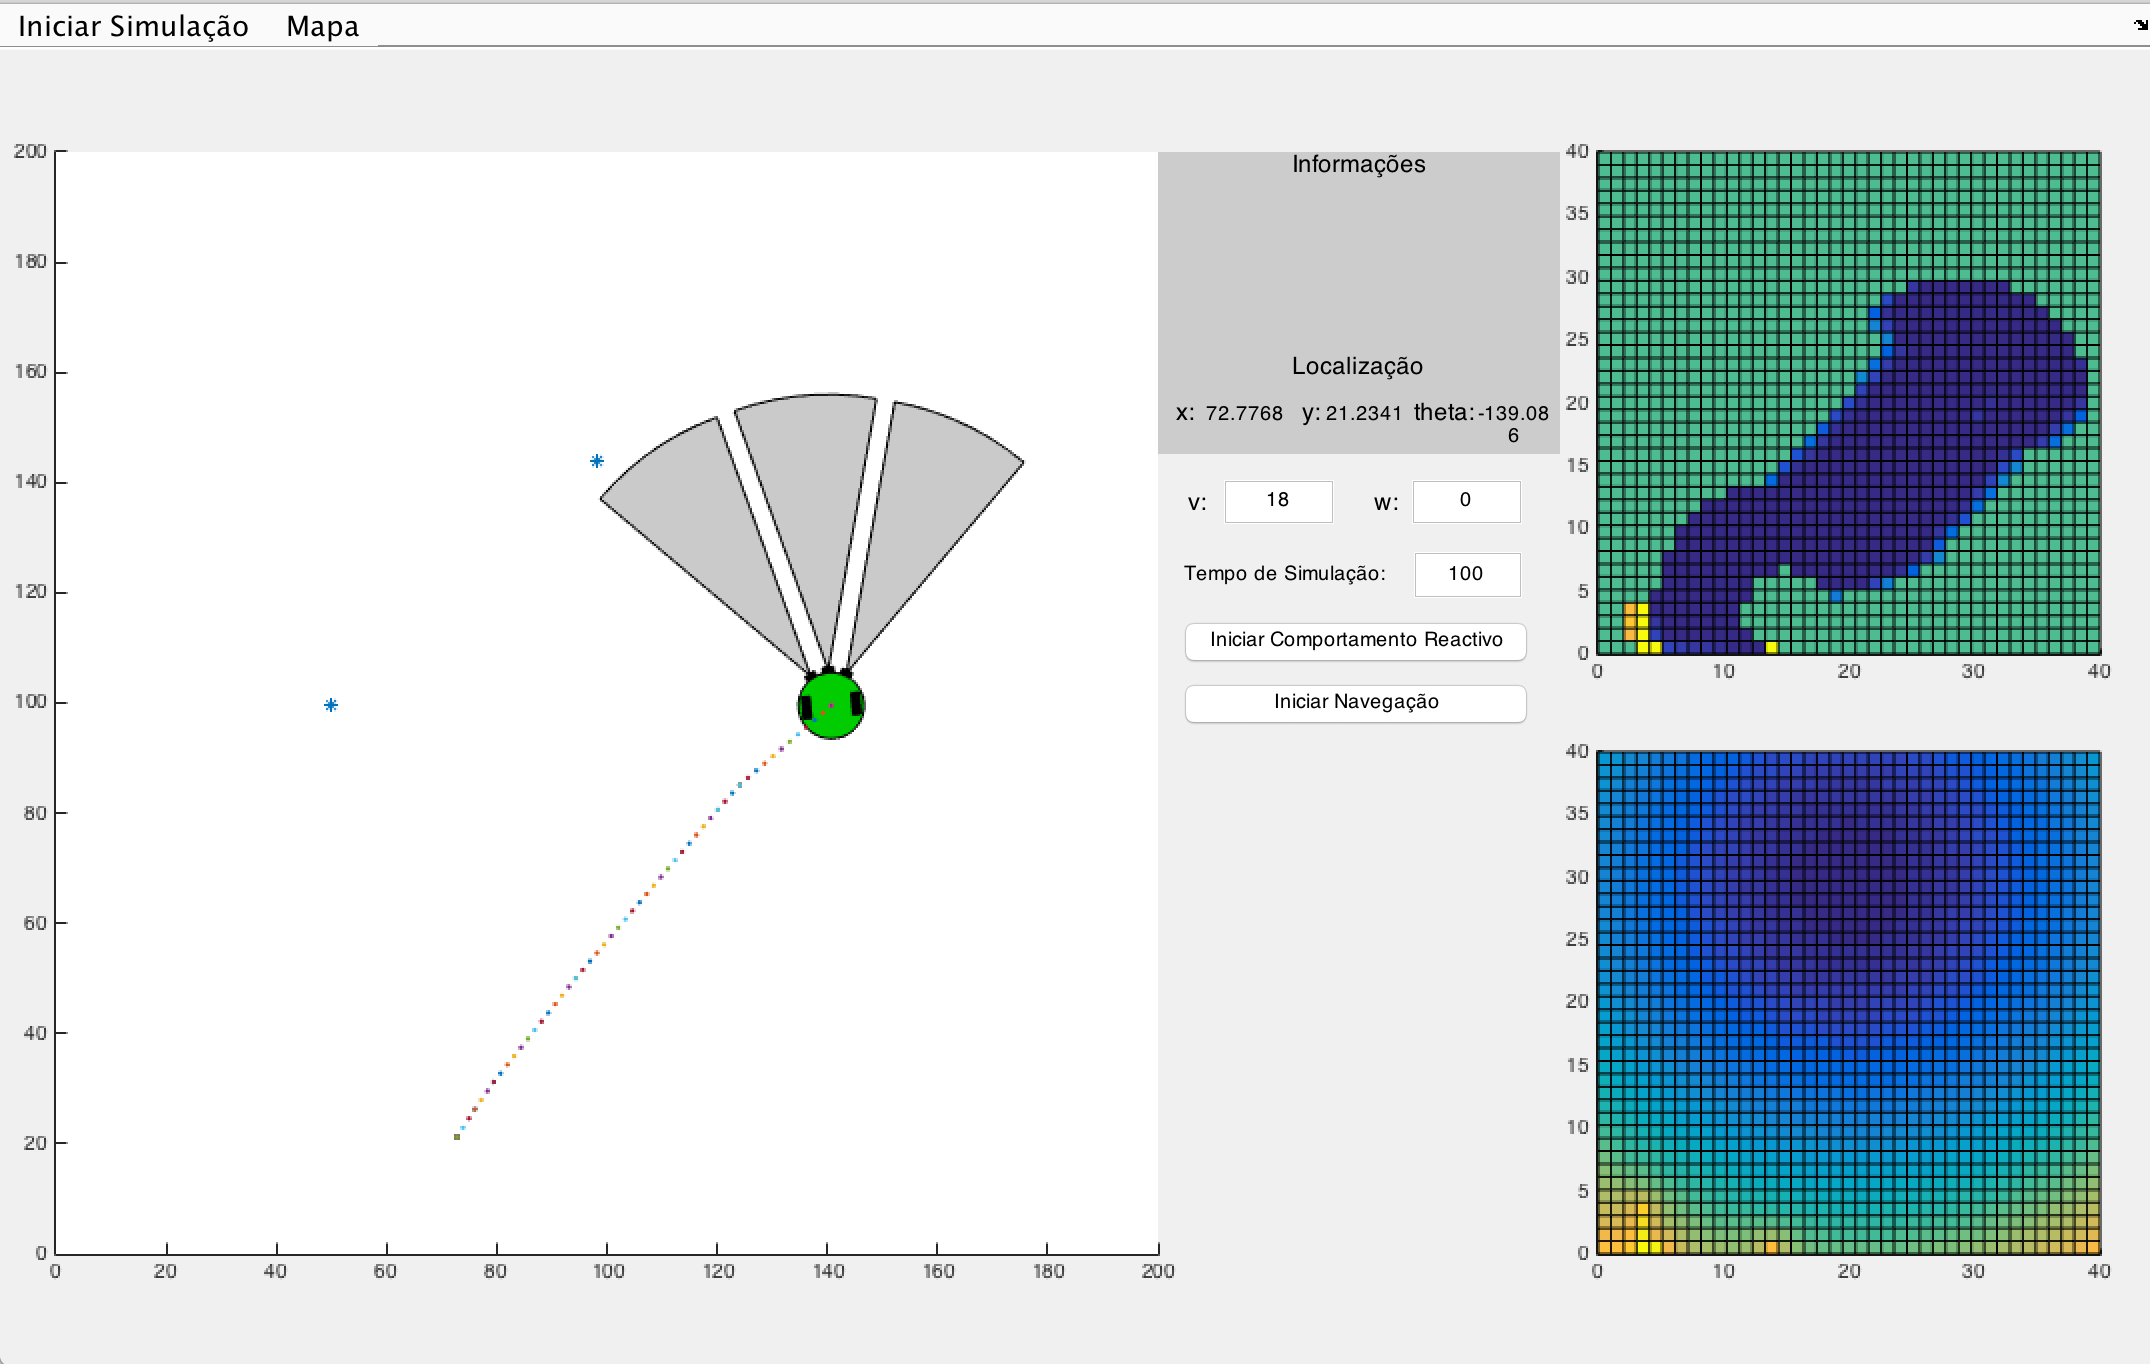 Iniciar Simulação Mapa
200
180
160
140
120
100
80
60
40
20
0
0 20 40 60 80 100 120 140 160 180 200
Informações
Localização
x: 72.7768 y: 21.2341 theta: -139.08
6
v: 18 w: 0
Tempo de Simulação: 100
Iniciar Comportamento Reactivo
Iniciar Navegação
40
35
30
25
20
15
10
5
0
0 10 20 30 40
40
35
30
25
20
15
10
5
0
0 10 20 30 40